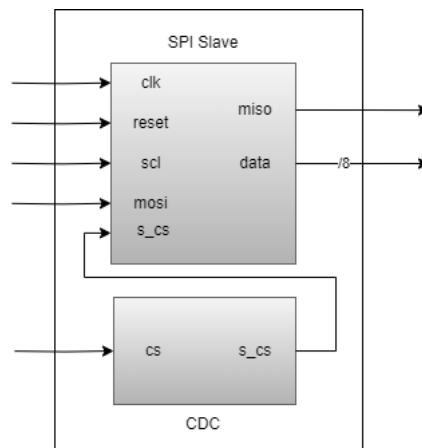 SPI Slave
clk
reset
scl
mosi
s_cs
miso
data
/8
cs
s_cs
CDC